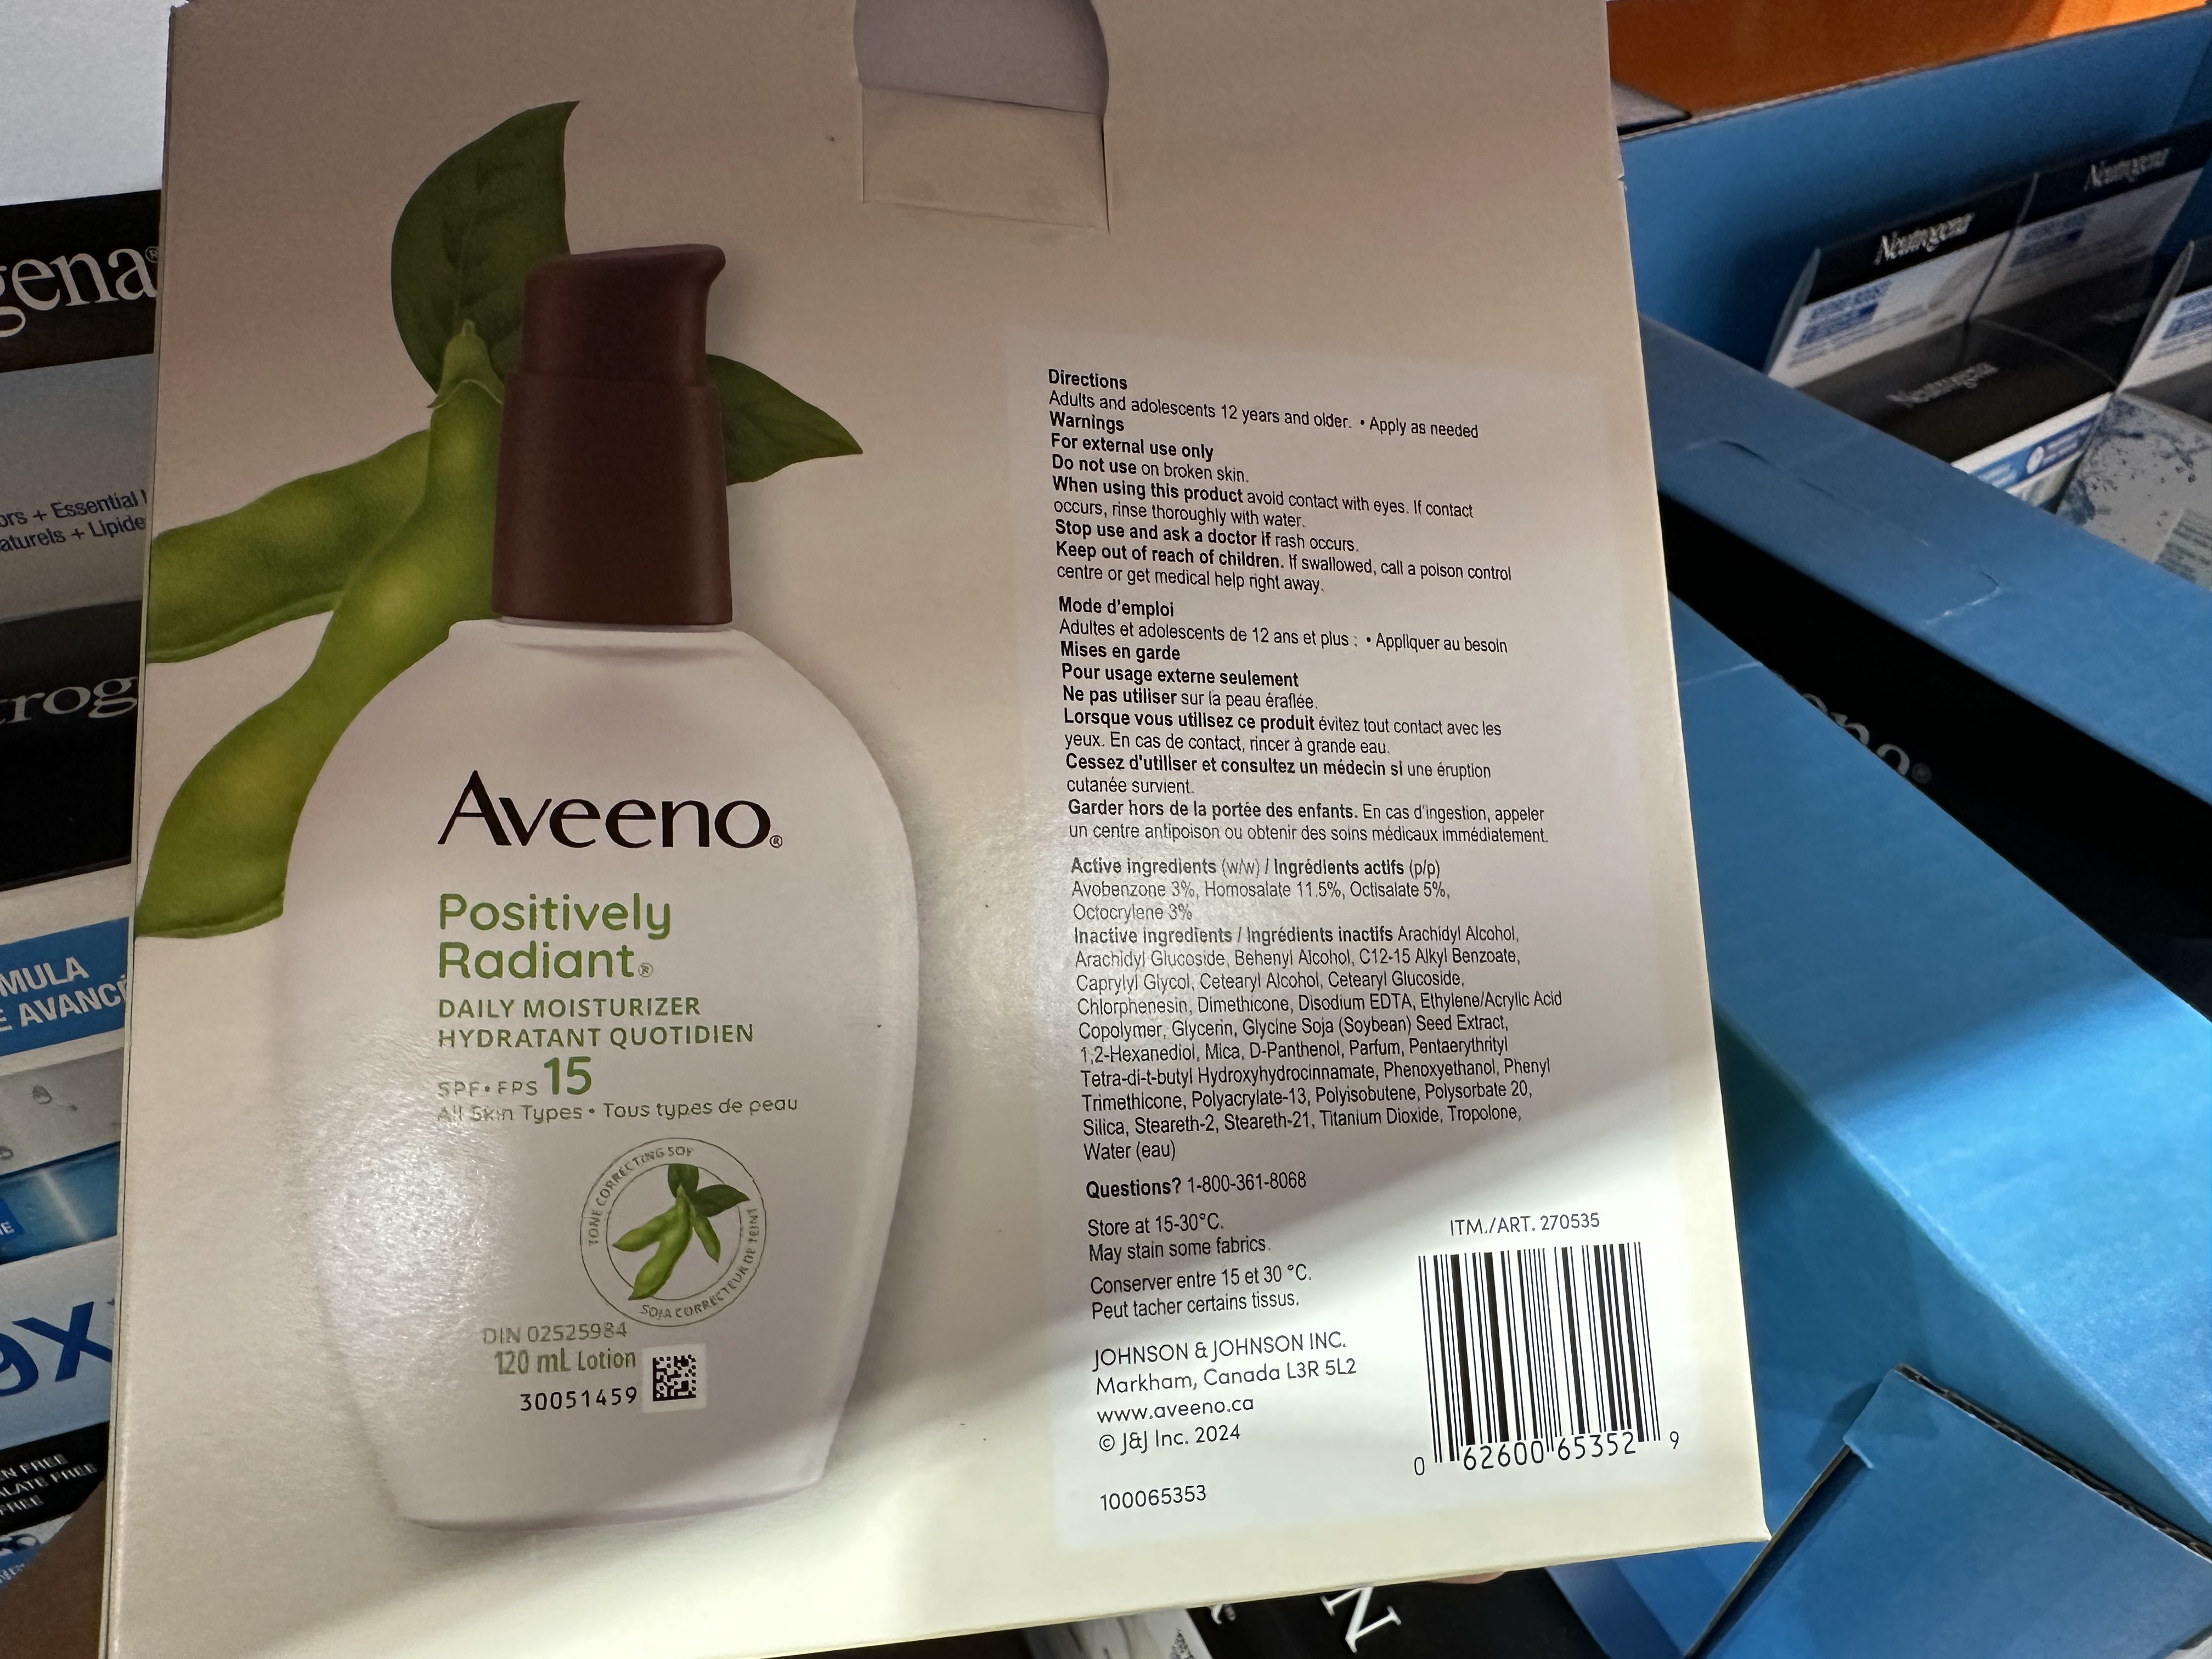 Aveeno®
Positively
Radiant®
DAILY MOISTURIZER
HYDRATANT QUOTIDIEN
SPF • FPS 15
All Skin Types • Tous types de peau
TONE CORRECTING SOY
SOJA CORRECTEUR DE TEINT
DIN 02525984
120 mL Lotion
30051459
Directions
Adults and adolescents 12 years and older. • Apply as needed
Warnings
For external use only
Do not use on broken skin.
When using this product avoid contact with eyes. If contact
occurs, rinse thoroughly with water.
Stop use and ask a doctor if rash occurs.
Keep out of reach of children. If swallowed, call a poison control
centre or get medical help right away.
Mode d'emploi
Adultes et adolescents de 12 ans et plus : • Appliquer au besoin
Mises en garde
Pour usage externe seulement
Ne pas utiliser sur la peau éraflée.
Lorsque vous utilisez ce produit évitez tout contact avec les
yeux. En cas de contact, rincer à grande eau.
Cessez d'utiliser et consultez un médecin si une éruption
cutanée survient.
Garder hors de la portée des enfants. En cas d'ingestion, appeler
un centre antipoison ou obtenir des soins médicaux immédiatement.
Active ingredients (w/w) / Ingrédients actifs (p/p)
Avobenzone 3%, Homosalate 11.5%, Octisalate 5%,
Octocrylene 3%
Inactive ingredients / Ingrédients inactifs Arachidyl Alcohol,
Arachidyl Glucoside, Behenyl Alcohol, C12-15 Alkyl Benzoate,
Caprylyl Glycol, Cetearyl Alcohol, Cetearyl Glucoside,
Chlorphenesin, Dimethicone, Disodium EDTA, Ethylene/Acrylic Acid
Copolymer, Glycerin, Glycine Soja (Soybean) Seed Extract,
1,2-Hexanediol, Mica, D-Panthenol, Parfum, Pentaerythrityl
Tetra-di-t-butyl Hydroxyhydrocinnamate, Phenoxyethanol, Phenyl
Trimethicone, Polyacrylate-13, Polyisobutene, Polysorbate 20,
Silica, Steareth-2, Steareth-21, Titanium Dioxide, Tropolone,
Water (eau)
Questions? 1-800-361-8068
Store at 15-30°C.
May stain some fabrics.
Conserver entre 15 et 30 °C.
Peut tacher certains tissus.
JOHNSON & JOHNSON INC.
Markham, Canada L3R 5L2
www.aveeno.ca
© J&J Inc. 2024
100065353
ITM./ART. 270535
0 62600 65352 9
gena®
ors + Essential
aturels + Lipide
trog
MULA
E AVANCÉ
N FREE
LATE FREE
FREE
Neutrogena
Neutrogena
Neutrogena
N